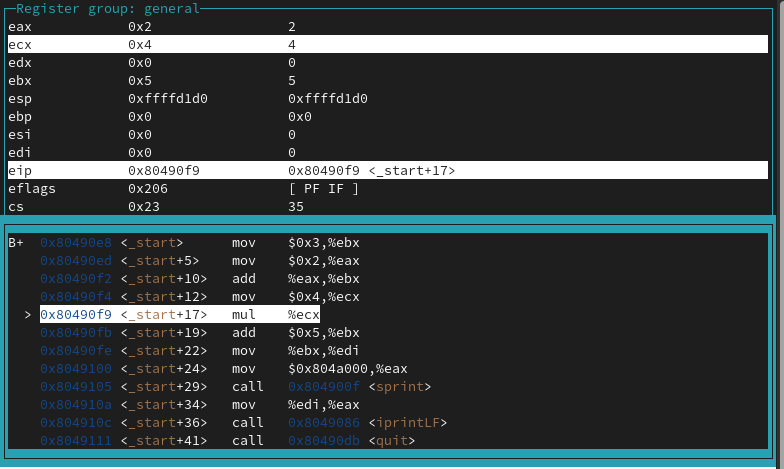 Register group: general
eax 0x2 2
ecx 0x4 4
edx 0x0 0
ebx 0x5 5
esp 0xffffd1d0 0xffffd1d0
ebp 0x0 0x0
esi 0x0 0
edi 0x0 0
eip 0x80490f9 0x80490f9 <_start+17>
eflags 0x206 [ PF IF ]
cs 0x23 35
B+ 0x80490e8 <_start> mov $0x3,%ebx
0x80490ed <_start+5> mov $0x2,%eax
0x80490f2 <_start+10> add %eax,%ebx
0x80490f4 <_start+12> mov $0x4,%ecx
> 0x80490f9 <_start+17> mul %ecx
0x80490fb <_start+19> add $0x5,%ebx
0x80490fe <_start+22> mov %ebx,%edi
0x8049100 <_start+24> mov $0x804a000,%eax
0x8049105 <_start+29> call 0x804900f <sprint>
0x804910a <_start+34> mov %edi,%eax
0x804910c <_start+36> call 0x8049086 <iprintLF>
0x8049111 <_start+41> call 0x80490db <quit>